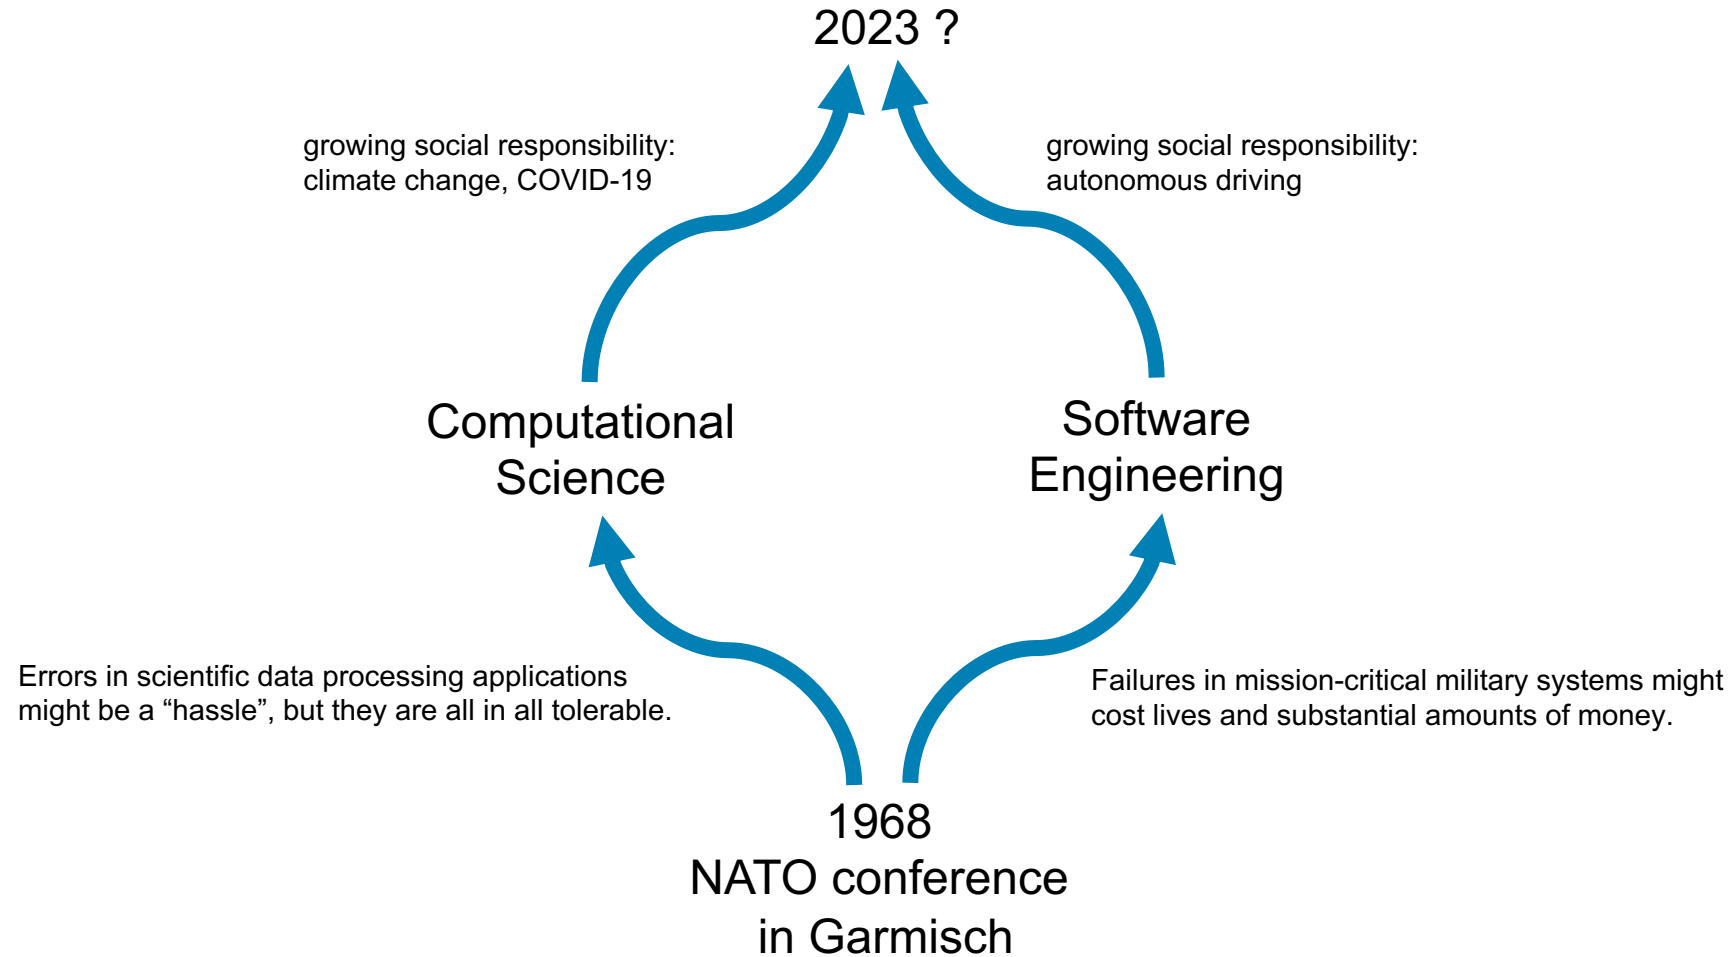 2023 ?
growing social responsibility:
climate change, COVID-19
growing social responsibility:
autonomous driving
Computational
Science
Software
Engineering
Errors in scientific data processing applications
might be a “hassle”, but they are all in all tolerable.
Failures in mission-critical military systems might
cost lives and substantial amounts of money.
1968
NATO conference
in Garmisch